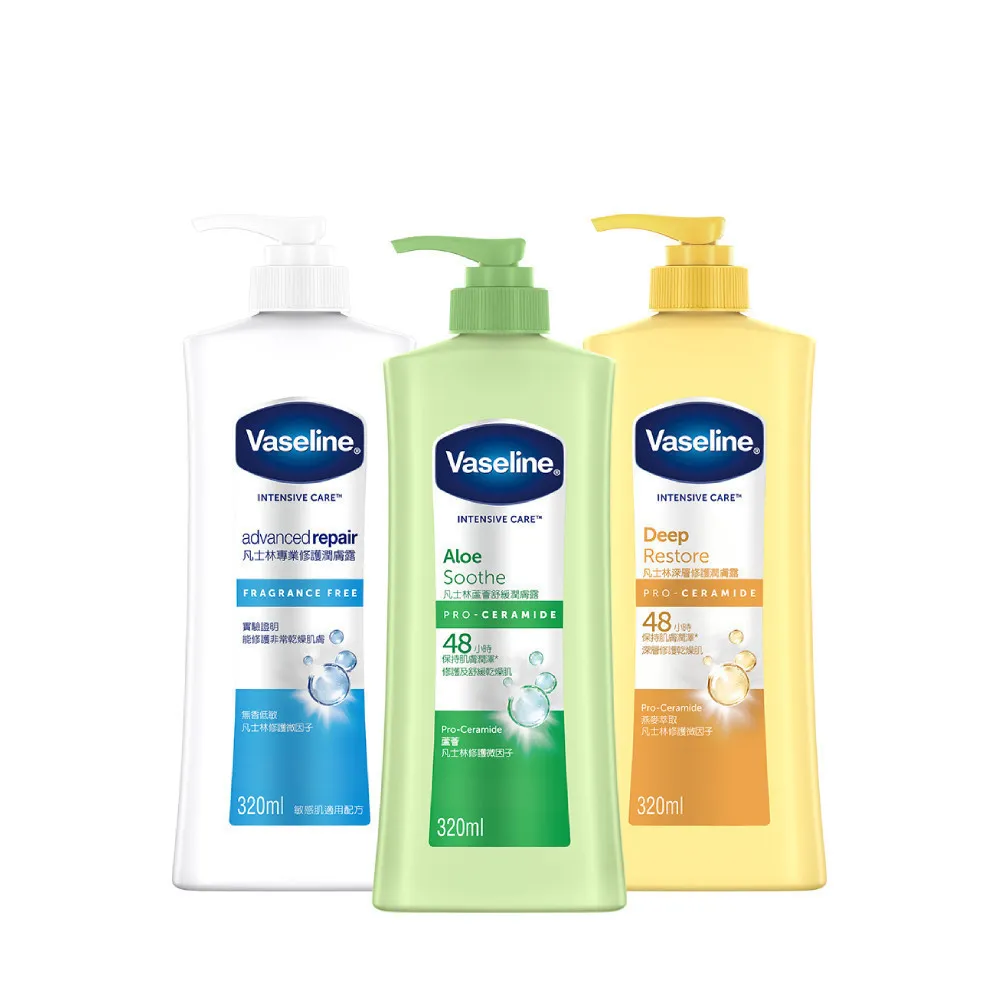 Vaseline®
INTENSIVE CARE™
advanced repair
凡士林專業修護潤膚露
FRAGRANCE FREE
實驗證明
能修護非常乾燥肌膚
無香低敏
凡士林修護微因子
320ml 敏感肌適用配方
Vaseline®
INTENSIVE CARE™
Aloe
Soothe
凡士林蘆薈舒緩潤膚露
PRO-CERAMIDE
48小時
保持肌膚潤澤*
修護及舒緩乾燥肌
Pro-Ceramide
蘆薈
凡士林修護微因子
320ml
Vaseline®
INTENSIVE CARE™
Deep
Restore
凡士林深層修護潤膚露
PRO-CERAMIDE
48小時
保持肌膚潤澤*
深層修護乾燥肌
Pro-Ceramide
燕麥萃取
凡士林修護微因子
320ml